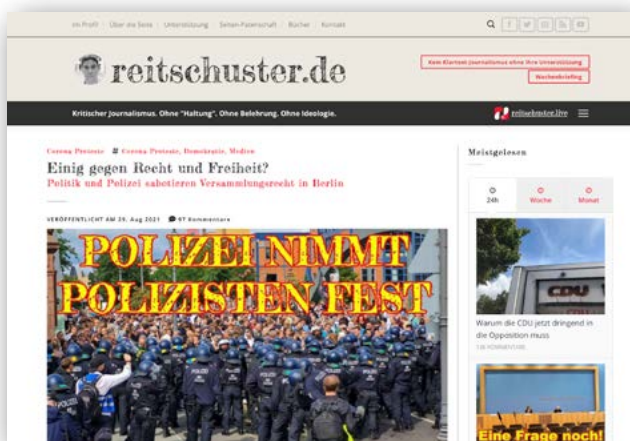 Im Profil Über die Seite Unterstützung Seiten-Patenschaft Bücher Kontakt
reitschuster.de
Kein Klartext-Journalismus ohne Ihre Unterstützung
Wochenbriefing
Kritischer Journalismus. Ohne "Haltung". Ohne Belehrung. Ohne Ideologie.
reitschuster.live
Corona-Proteste # Corona-Proteste, Demokratie, Medien
Einig gegen Recht und Freiheit?
Politik und Polizei sabotieren Versammlungsrecht in Berlin
VERÖFFENTLICHT AM 29. Aug 2021 97 Kommentare
POLIZEI NIMMT
POLIZISTEN FEST
Meistgelesen
24h Woche Monat
CDU
Warum die CDU jetzt dringend in
die Opposition muss
KOMMENTARE
Eine Frage noch!